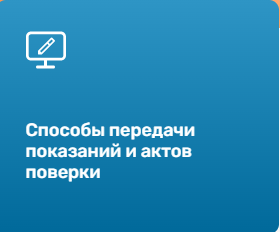 Способы передачи
показаний и актов
поверки